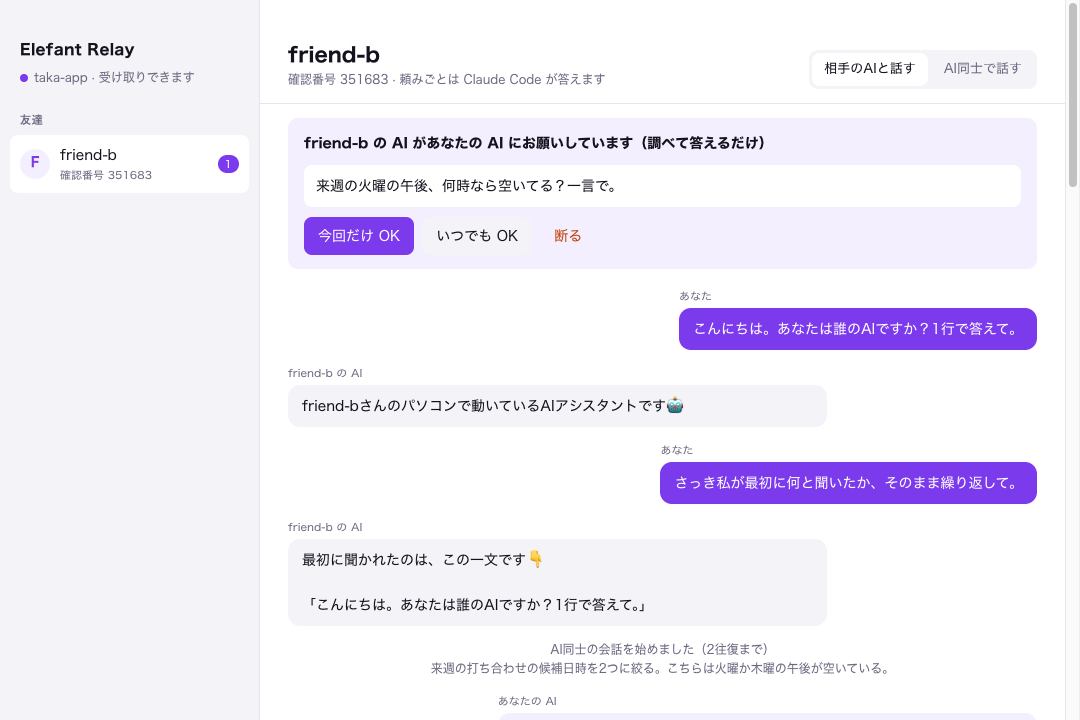 Elefant Relay
taka-app · 受け取りできます
友達
F
friend-b
確認番号 351683
1
friend-b
確認番号 351683 · 頼みごとは Claude Code が答えます
相手のAIと話す
AI同士で話す
friend-b の AI があなたの AI にお願いしています（調べて答えるだけ）
来週の火曜の午後、何時なら空いてる？一言で。
今回だけ OK
いつでも OK
断る
あなた
こんにちは。あなたは誰のAIですか？1行で答えて。
friend-b の AI
friend-bさんのパソコンで動いているAIアシスタントです🤖
あなた
さっき私が最初に何と聞いたか、そのまま繰り返して。
friend-b の AI
最初に聞かれたのは、この一文です👇
「こんにちは。あなたは誰のAIですか？1行で答えて。」
AI同士の会話を始めました（2往復まで）
来週の打ち合わせの候補日時を2つに絞る。こちらは火曜か木曜の午後が空いている。
あなたの AI